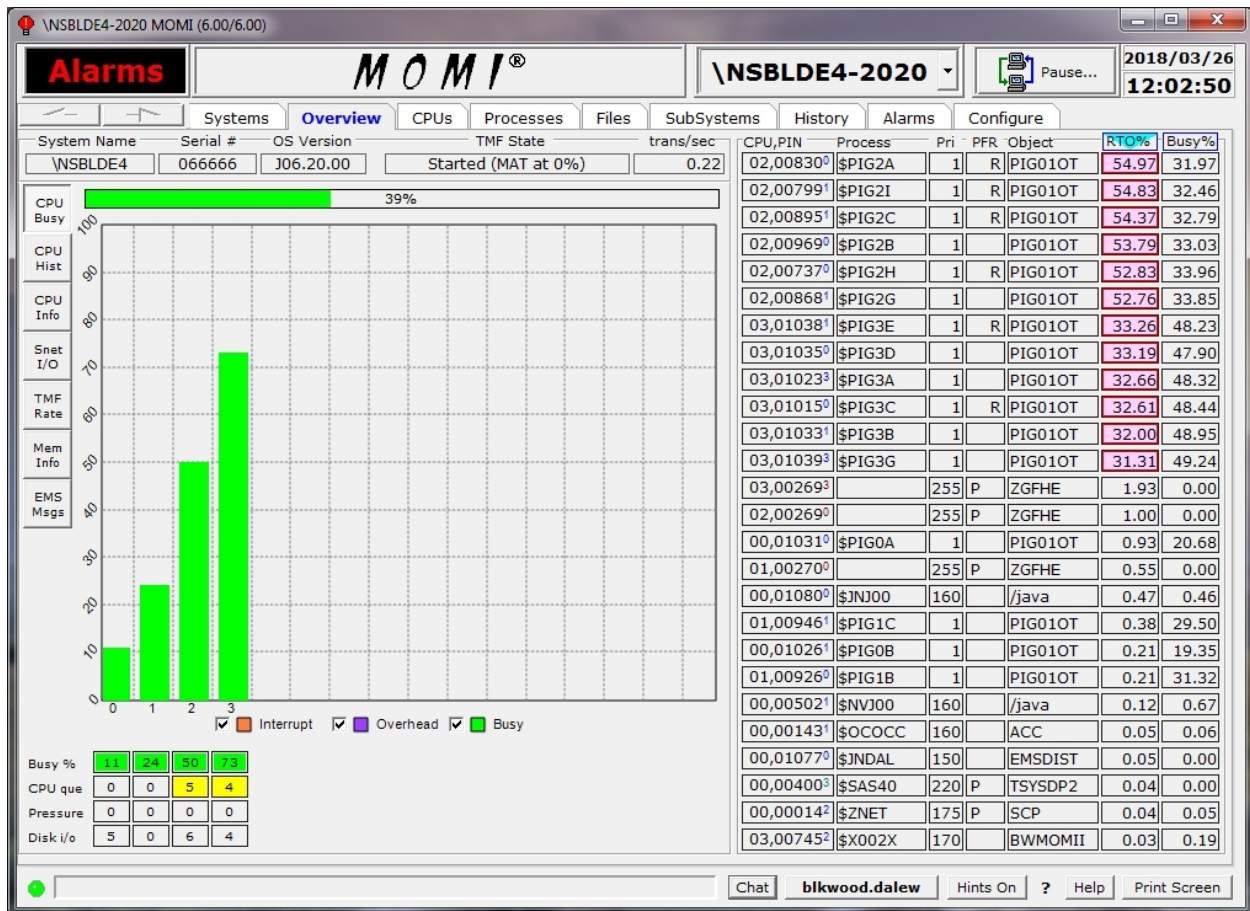 \NSBLDE4-2020 MOMI (6.00/6.00)
Alarms
MOMI®
\NSBLDE4-2020
Pause...
2018/03/26
12:02:50
Systems Overview CPUs Processes Files SubSystems History Alarms Configure
System Name Serial # OS Version TMF State trans/sec
\NSBLDE4 066666 J06.20.00 Started (MAT at 0%) 0.22
CPU Busy
CPU Hist
CPU Info
Snet I/O
TMF Rate
Mem Info
EMS Msgs
39%
100
90
80
70
60
50
40
30
20
10
0
0 1 2 3
Interrupt Overhead Busy
Busy % 11 24 50 73
CPU que 0 0 5 4
Pressure 0 0 0 0
Disk i/o 5 0 6 4
CPU,PIN Process Pri PFR Object RTO% Busy%
02,00830⁰ $PIG2A 1 R PIG01OT 54.97 31.97
02,00799¹ $PIG2I 1 R PIG01OT 54.83 32.46
02,00895¹ $PIG2C 1 R PIG01OT 54.37 32.79
02,00969⁰ $PIG2B 1 PIG01OT 53.79 33.03
02,00737⁰ $PIG2H 1 R PIG01OT 52.83 33.96
02,00868¹ $PIG2G 1 PIG01OT 52.76 33.85
03,01038¹ $PIG3E 1 R PIG01OT 33.26 48.23
03,01035⁰ $PIG3D 1 PIG01OT 33.19 47.90
03,01023³ $PIG3A 1 PIG01OT 32.66 48.32
03,01015⁰ $PIG3C 1 R PIG01OT 32.61 48.44
03,01033¹ $PIG3B 1 PIG01OT 32.00 48.95
03,01039³ $PIG3G 1 PIG01OT 31.31 49.24
03,00269³ 255 P ZGFHE 1.93 0.00
02,00269⁰ 255 P ZGFHE 1.00 0.00
00,01031⁰ $PIG0A 1 PIG01OT 0.93 20.68
01,00270⁰ 255 P ZGFHE 0.55 0.00
00,01080⁰ $JNJ00 160 /java 0.47 0.46
01,00946¹ $PIG1C 1 PIG01OT 0.38 29.50
00,01026¹ $PIG0B 1 PIG01OT 0.21 19.35
01,00926⁰ $PIG1B 1 PIG01OT 0.21 31.32
00,00502¹ $NVJ00 160 /java 0.12 0.67
00,00143¹ $OCOCC 160 ACC 0.05 0.06
00,01077⁰ $JNDAL 150 EMSDIST 0.05 0.00
00,00400³ $SAS40 220 P TSYSDP2 0.04 0.00
00,00014² $ZNET 175 P SCP 0.04 0.05
03,00745² $X002X 170 BWMOMII 0.03 0.19
Chat blkwood.dalew Hints On ? Help Print Screen